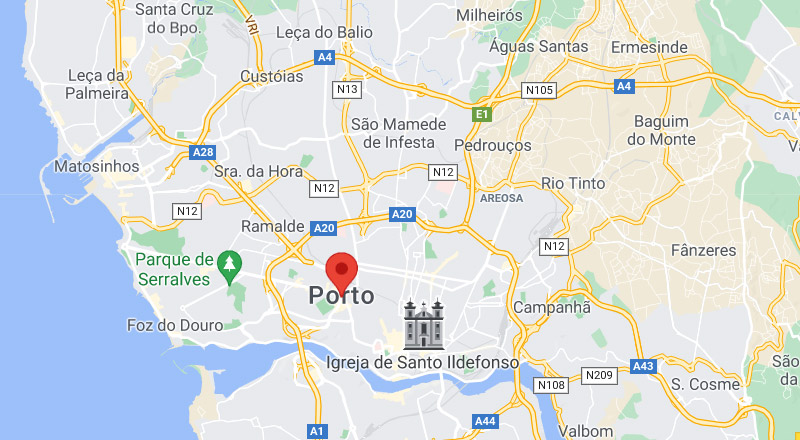 Santa Cruz
do Bpo.
VRI
Leça do Balio
Milheirós
A4
Águas Santas
Ermesinde
Leça da
Palmeira
Custóias
N13
N105
A4
E1
São Mamede
de Infesta
Baguim
do Monte
Pedrouços
A28
Matosinhos
Sra. da Hora
N12
N12
Rio Tinto
AREOSA
N12
A20
Ramalde
A20
N12
Fânzeres
Parque de
Serralves
Porto
Campanhã
Foz do Douro
Igreja de Santo Ildefonso
A43
N209
N108
S. Cosme
São
da
A1
A44
Valbom